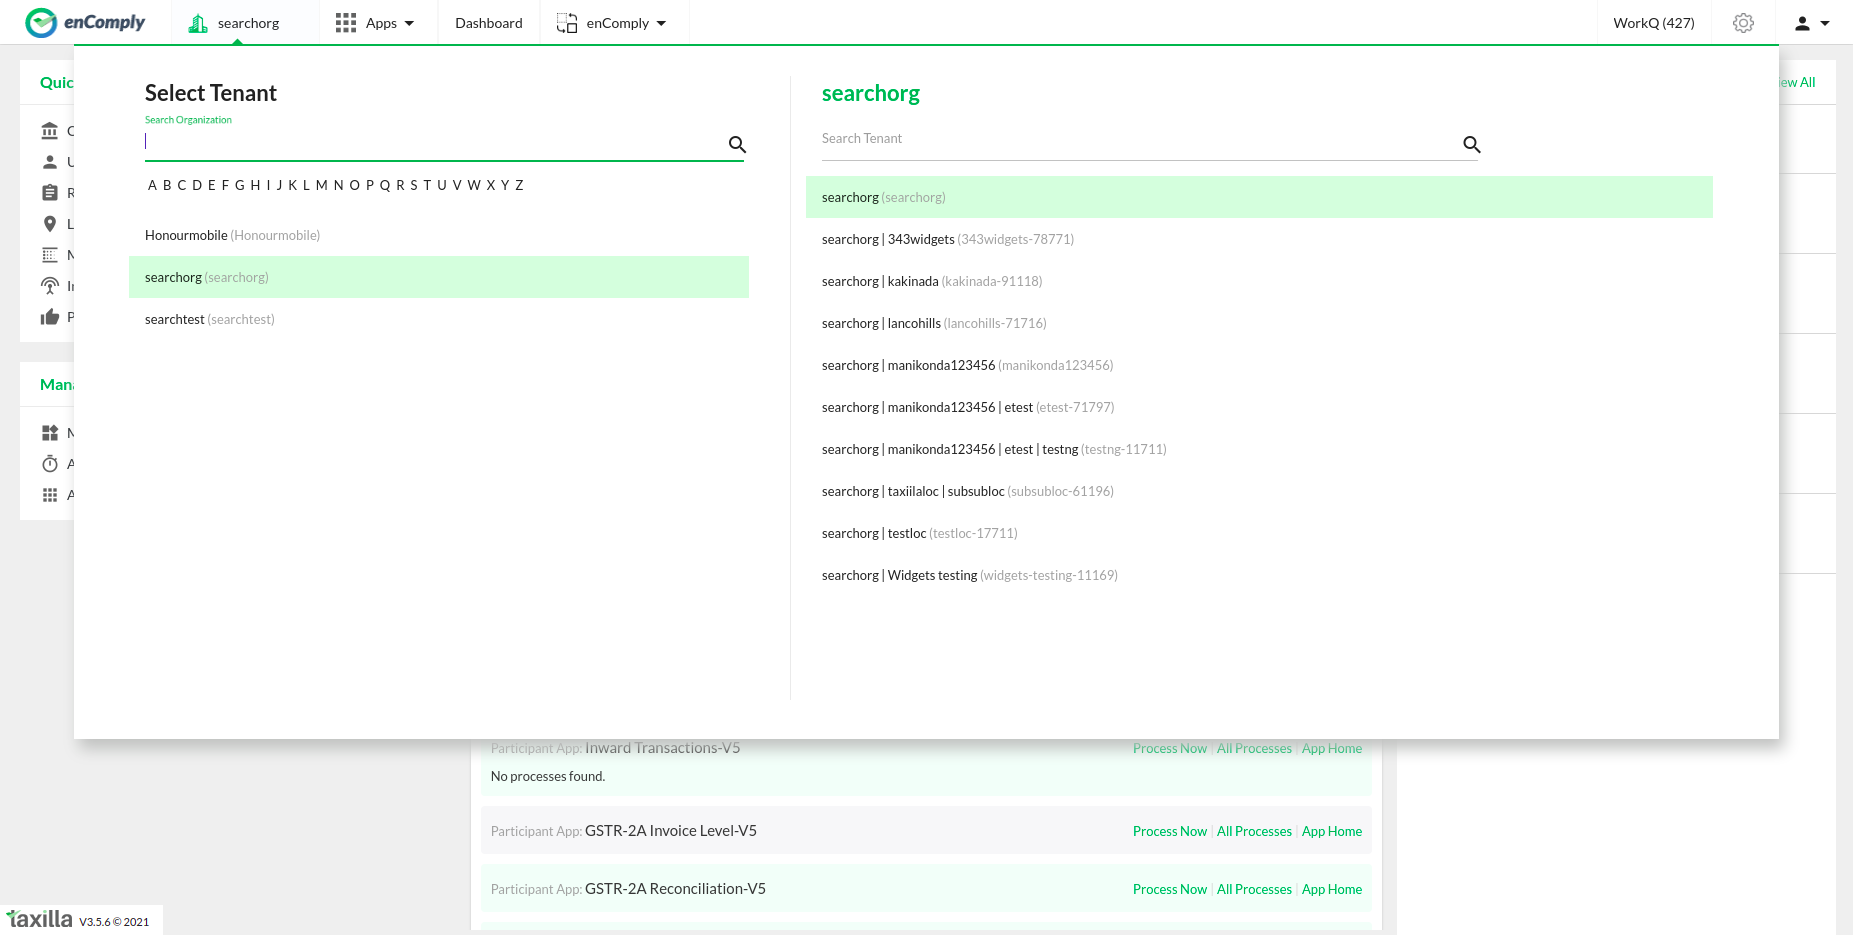 enComply searchorg Apps Dashboard enComply WorkQ (427)
Quic
Select Tenant
Search Organization
A B C D E F G H I J K L M N O P Q R S T U V W X Y Z
Honourmobile (Honourmobile)
searchorg (searchorg)
searchtest (searchtest)
searchorg
Search Tenant
searchorg (searchorg)
searchorg | 343widgets (343widgets-78771)
searchorg | kakinada (kakinada-91118)
searchorg | lancohills (lancohills-71716)
searchorg | manikonda123456 (manikonda123456)
searchorg | manikonda123456 | etest (etest-71797)
searchorg | manikonda123456 | etest | testng (testng-11711)
searchorg | taxiilaloc | subsubloc (subsubloc-61196)
searchorg | testloc (testloc-17711)
searchorg | Widgets testing (widgets-testing-11169)
ew All
Mana
Participant App: Inward Transactions-V5 Process Now | All Processes | App Home
No processes found.
Participant App: GSTR-2A Invoice Level-V5 Process Now | All Processes | App Home
Participant App: GSTR-2A Reconciliation-V5 Process Now | All Processes | App Home
taxilla V3.5.6 © 2021